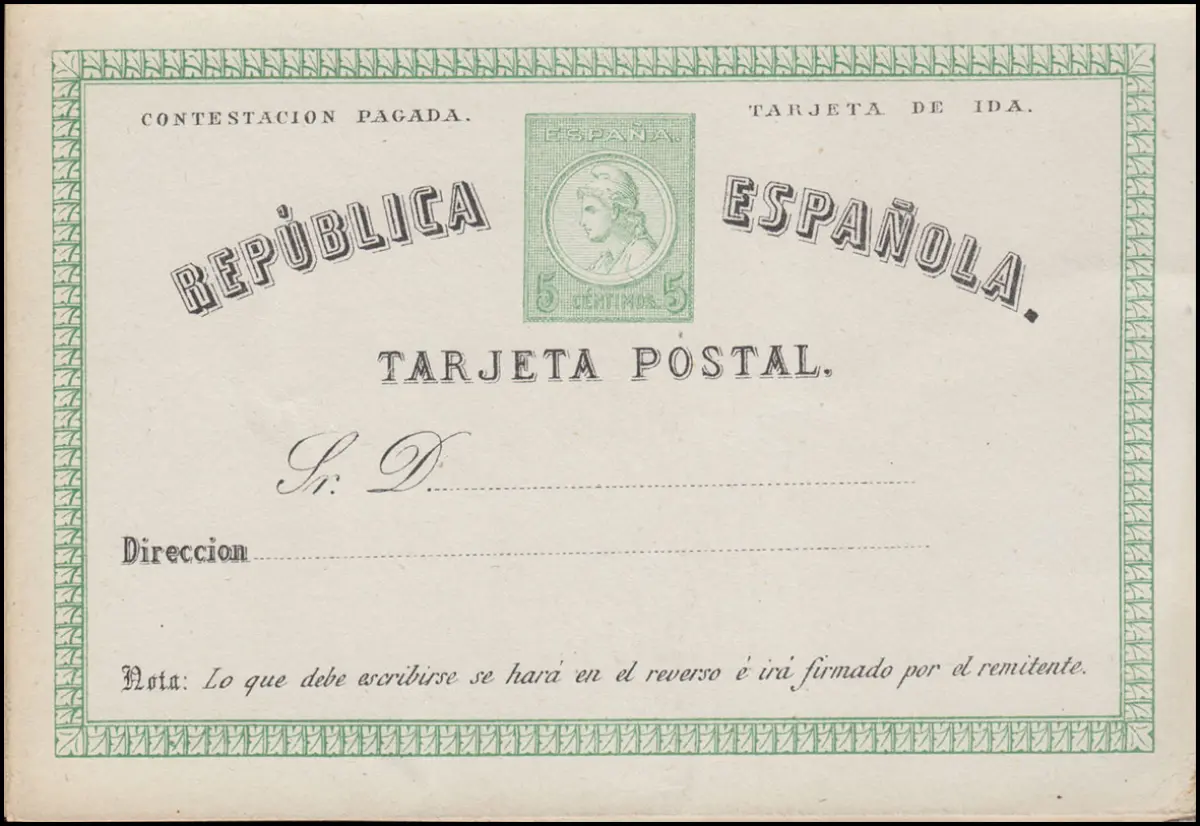 CONTESTACION PAGADA.
TARJETA DE IDA.
ESPAÑA.
5 CÉNTIMOS. 5
REPÚBLICA ESPAÑOLA.
TARJETA POSTAL.
Sr. D.
Direccion
Nota: Lo que debe escribirse se hará en el reverso é irá firmado por el remitente.